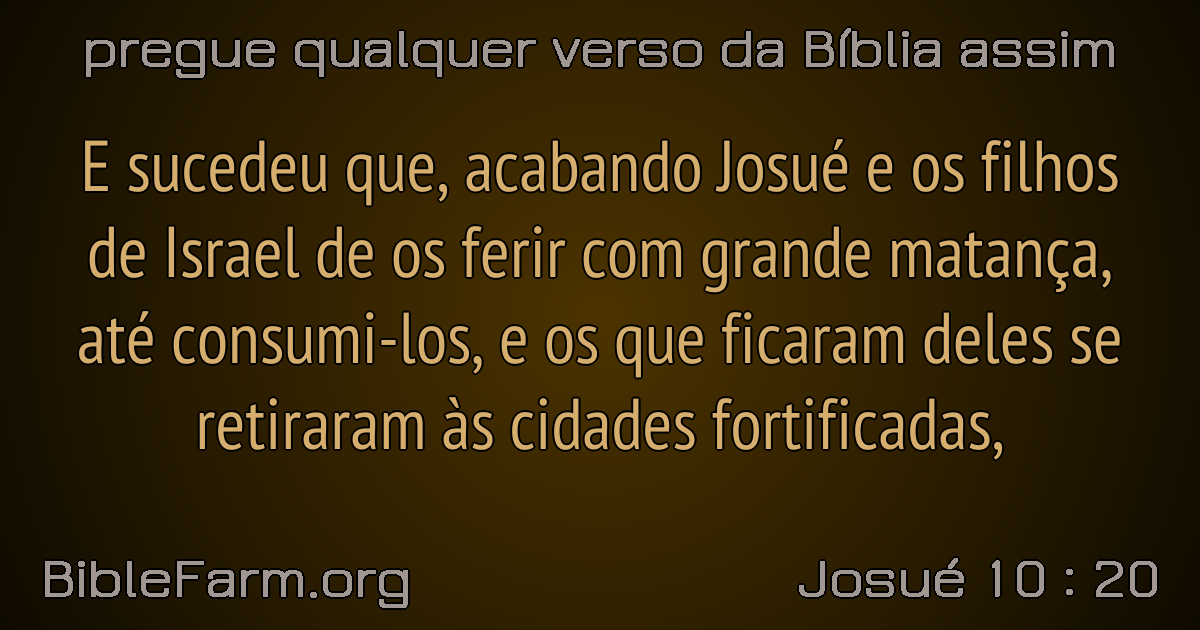 pregue qualquer verso da Bíblia assim
E sucedeu que, acabando Josué e os filhos
de Israel de os ferir com grande matança,
até consumi-los, e os que ficaram deles se
retiraram às cidades fortificadas,
BibleFarm.org
Josué 10 : 20